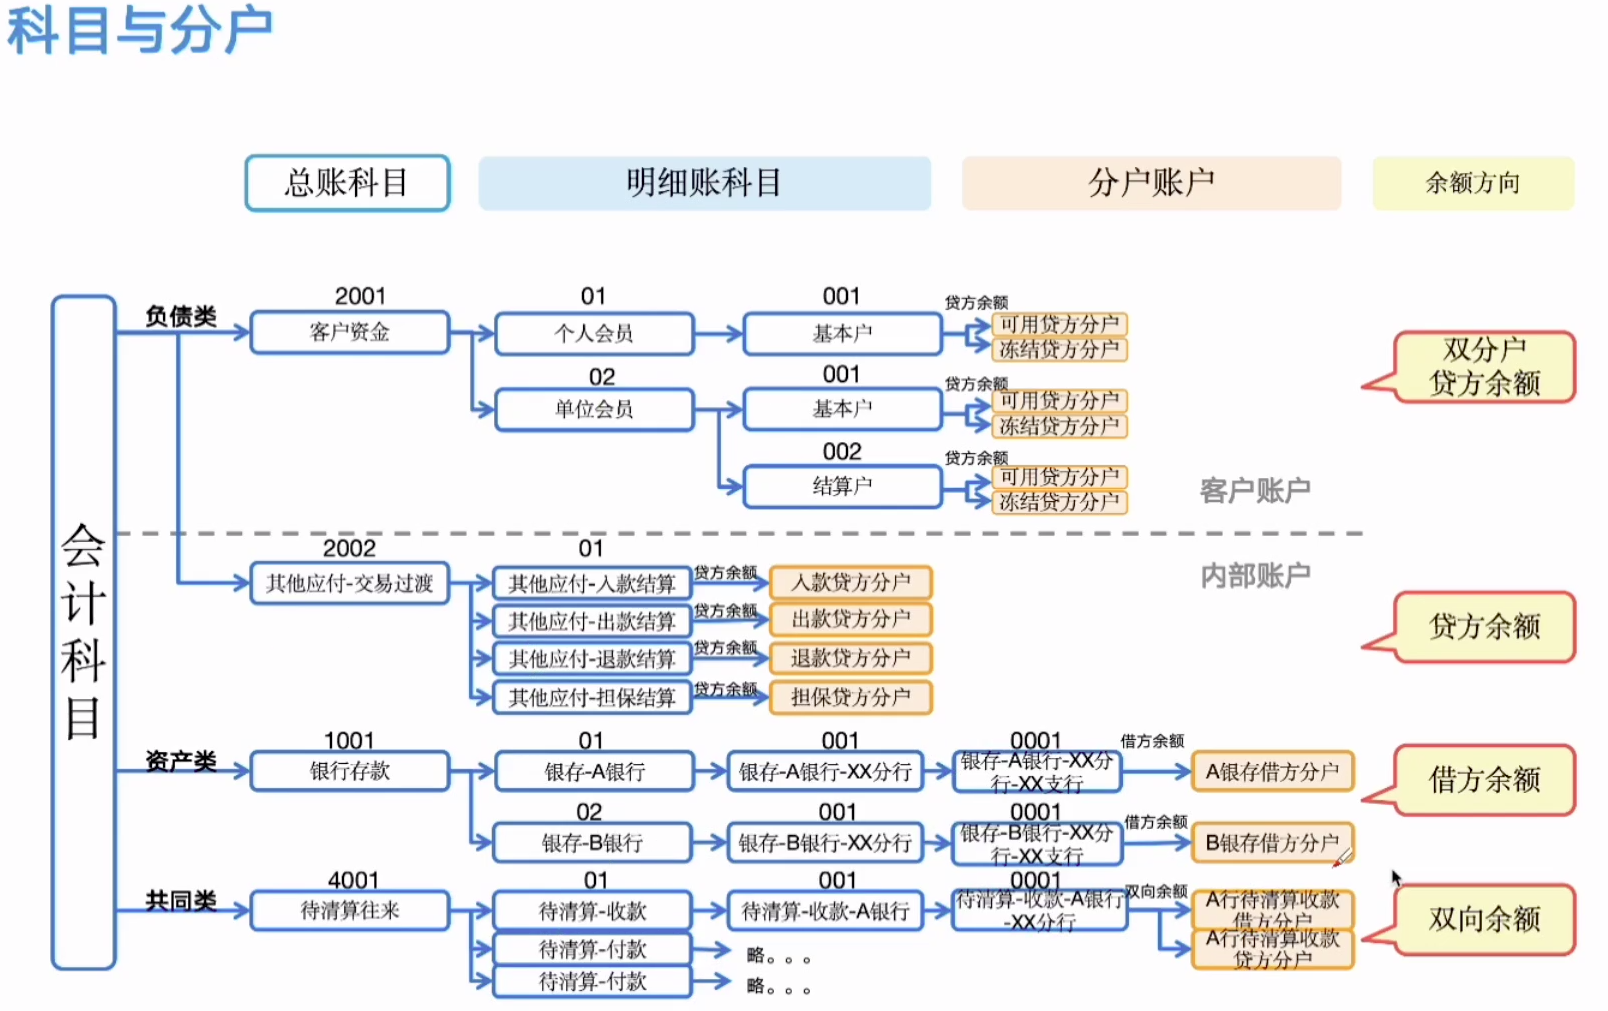 科目与分户
总账科目
明细账科目
分户账户
余额方向
会计科目
负债类
2001
客户资金
01
个人会员
001
基本户
贷方余额
可用贷方分户
冻结贷方分户
02
单位会员
001
基本户
贷方余额
可用贷方分户
冻结贷方分户
002
结算户
贷方余额
可用贷方分户
冻结贷方分户
双分户
贷方余额
客户账户
内部账户
2002
其他应付-交易过渡
01
其他应付-入款结算
贷方余额
入款贷方分户
其他应付-出款结算
贷方余额
出款贷方分户
其他应付-退款结算
贷方余额
退款贷方分户
其他应付-担保结算
贷方余额
担保贷方分户
贷方余额
资产类
1001
银行存款
01
银存-A银行
001
银存-A银行-XX分行
0001
银存-A银行-XX分
行-XX支行
借方余额
A银存借方分户
02
银存-B银行
001
银存-B银行-XX分行
0001
银存-B银行-XX分
行-XX支行
借方余额
B银存借方分户
借方余额
共同类
4001
待清算往来
01
待清算-收款
001
待清算-收款-A银行
0001
待清算-收款-A银行
-XX分行
双向余额
A行待清算收款
借方分户
A行待清算收款
贷方分户
待清算-付款
略。。。
待清算-付款
略。。。
双向余额